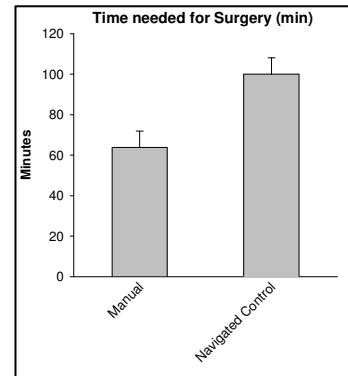 Time needed for Surgery (min)
120
100
80
60
40
20
0
Minutes
Manual
Navigated Control